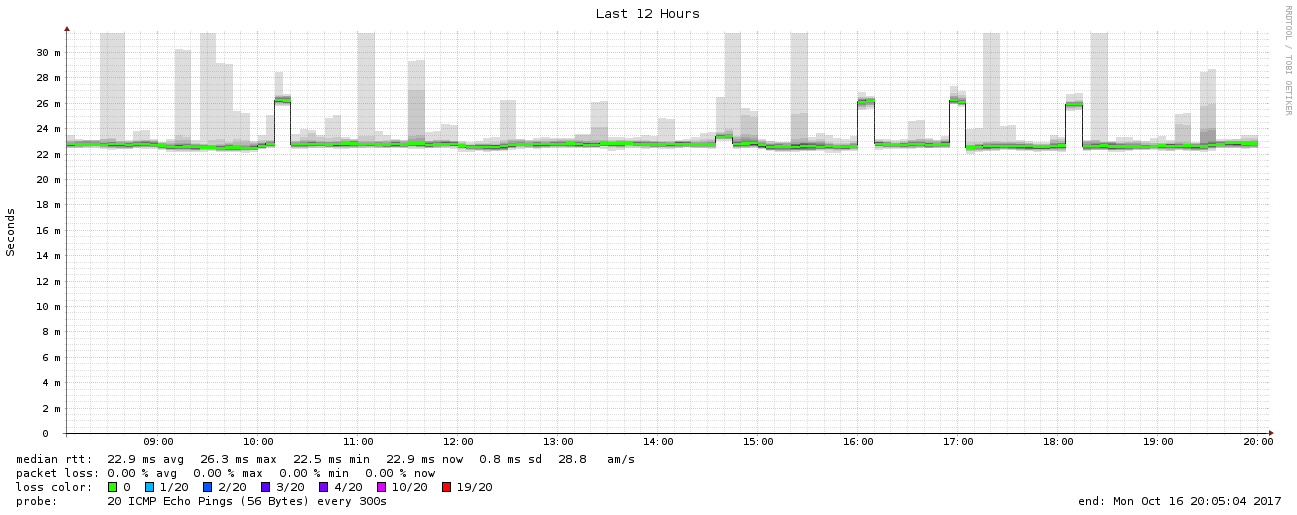 Last 12 Hours
RRDTOOL / TOBI OETIKER
Seconds
30 m
28 m
26 m
24 m
22 m
20 m
18 m
16 m
14 m
12 m
10 m
8 m
6 m
4 m
2 m
0
09:00 10:00 11:00 12:00 13:00 14:00 15:00 16:00 17:00 18:00 19:00 20:00
median rtt: 22.9 ms avg 26.3 ms max 22.5 ms min 22.9 ms now 0.8 ms sd 28.8 am/s
packet loss: 0.00 % avg 0.00 % max 0.00 % min 0.00 % now
loss color: 0 1/20 2/20 3/20 4/20 10/20 19/20
probe: 20 ICMP Echo Pings (56 Bytes) every 300s end: Mon Oct 16 20:05:04 2017